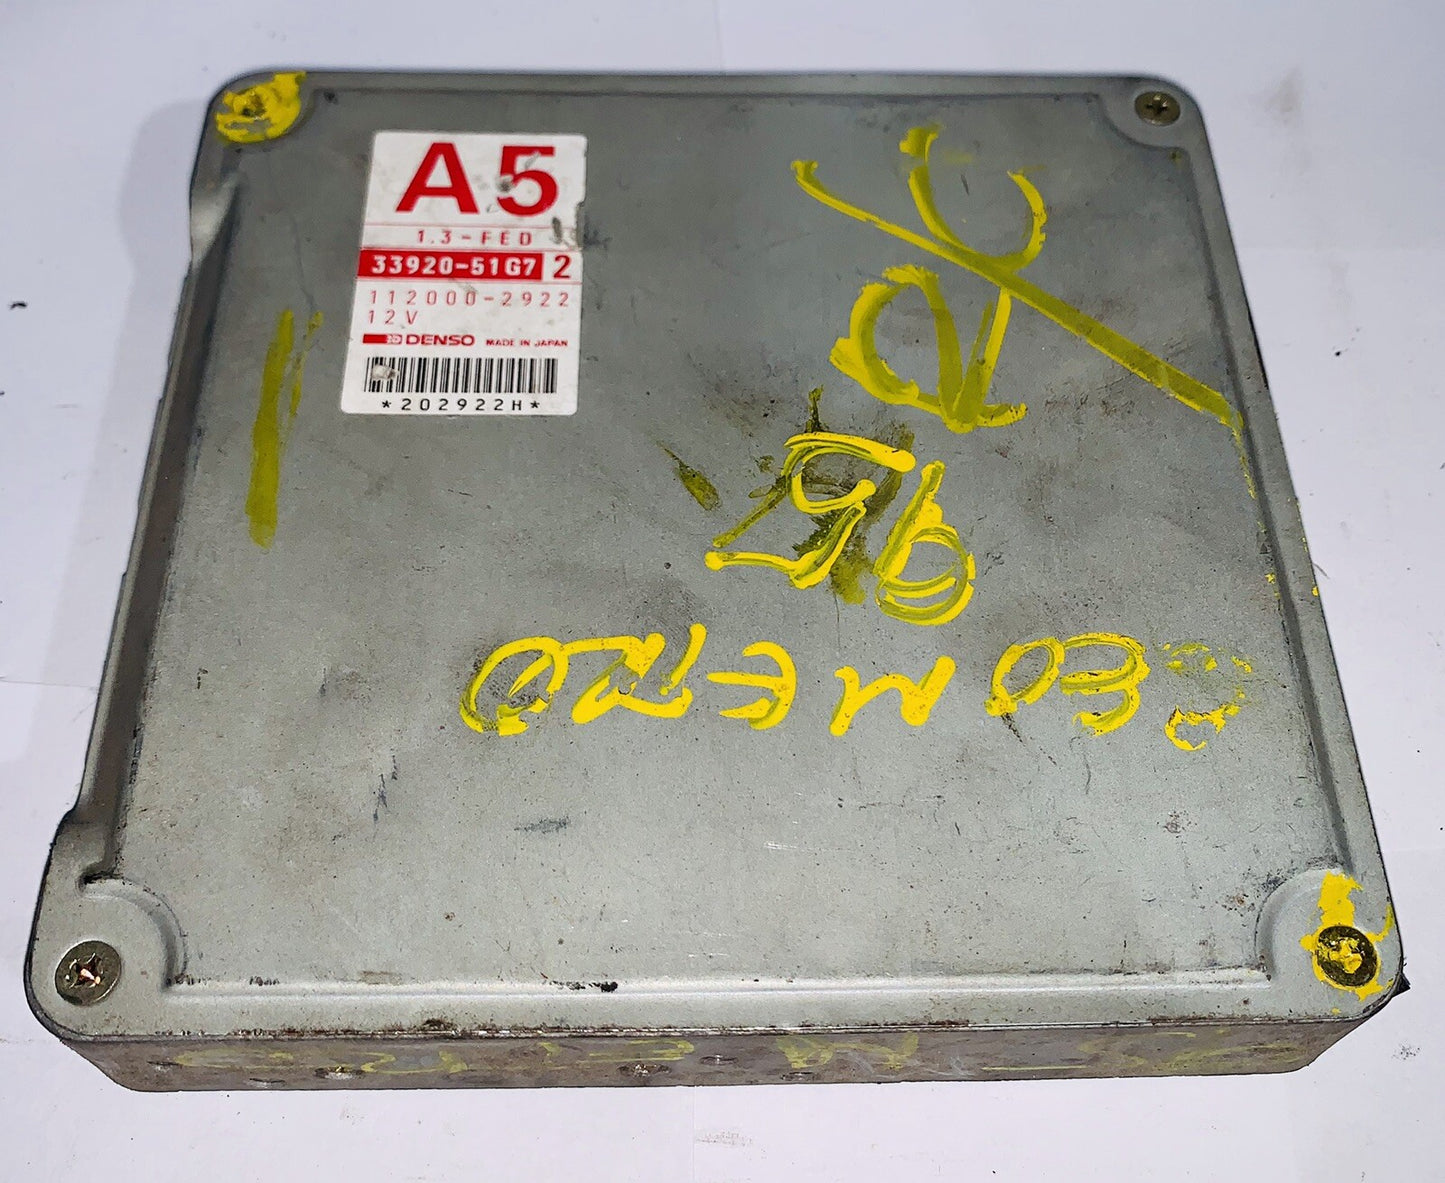 A5
1.3-FED
33920-51G7 2
112000-2922
12V
DENSO MADE IN JAPAN
*202922H*
GEO METRO
95